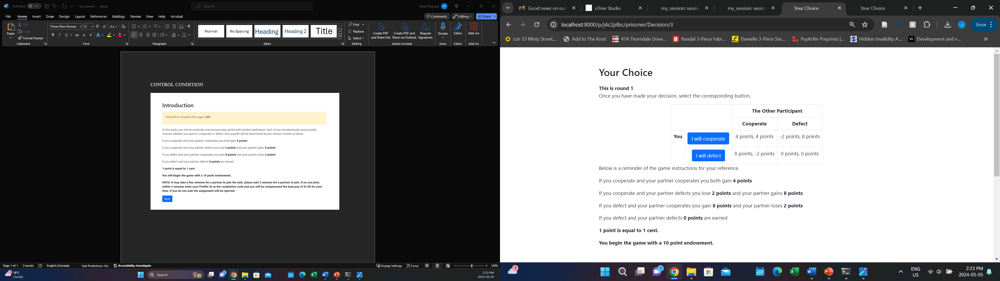 AutoSave Off Document1 - Word Search Aleta Pleasant AP
File Home Insert Draw Design Layout References Mailings Review View Help Acrobat Comments Editing Share
Paste Cut Copy Format Painter Clipboard
Times New Roman 12 Font
Paragraph
Normal No Spacing Heading Heading 2 Title Styles
Find Replace Select Editing
Create PDF and Share link Create PDF and Share via Outlook Request Signatures Adobe Acrobat
Dictate Voice Editor Editor Add-ins Add-ins
CONTROL CONDITION
Introduction
Time left to complete this page: 1:07
In this study, you will be randomly and anonymously paired with another participant. Each of you simultaneously and privately
chooses whether you want to cooperate or defect. Your payoffs will be determined by the choices of both as below:
If you cooperate and your partner cooperates you both gain 4 points
If you cooperate and your partner defects you lose 2 points and your partner gains 8 points
If you defect and your partner cooperates you gain 8 points and your partner loses 2 points
If you defect and your partner defects 0 points are earned
1 point is equal to 1 cent.
You will begin the game with a 10 point endowment.
NOTE: It may take a few minutes for a partner to join the task, please wait 5 minutes for a partner to join. If no one joins
within 5 minutes enter your Prolific ID as the completion code and you will be compensated the base pay of $1.09 for your
time. If you do not wait the assignment will be rejected.
Next
Page 1 of 1 2 words English (Canada) Text Predictions: On Accessibility: Investigate Display Settings Focus 120%
1 18°C Cloudy Search 1 2:23 PM 2024-05-05
Good news on our oTree Studio my_session: sessio my_session: sessio Your Choice Your Choice
localhost:8000/p/j4c2plbc/prisoner/Decision/3 J Error
Lot-33 Misty Street,... Add to The Knot 474 Thorndale Drive... Randal 3-Piece Fabr... Danielle 3-Piece Sec... PsyArXiv Preprints |... Hidden Invalidity A... Development and v...
Your Choice
This is round 1.
Once you have made your decision, select the corresponding button.
The Other Participant
Cooperate Defect
You I will cooperate 4 points, 4 points -2 points, 8 points
I will defect 8 points, -2 points 0 points, 0 points
Below is a reminder of the game instructions for your reference.
If you cooperate and your partner cooperates you both gain 4 points
If you cooperate and your partner defects you lose 2 points and your partner gains 8 points
If you defect and your partner cooperates you gain 8 points and your partner loses 2 points
If you defect and your partner defects 0 points are earned
1 point is equal to 1 cent.
You begin the game with a 10 point endowment.
1 1 ENG US 2:23 PM 2024-05-05